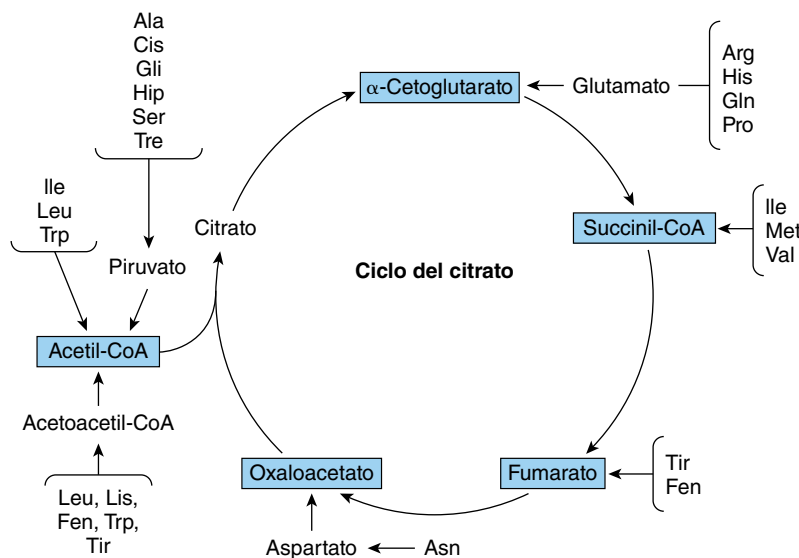 Ala
Cis
Gli
Hip
Ser
Tre
Ile
Leu
Trp
Piruvato
Citrato
α-Cetoglutarato
Glutamato
Arg
His
Gln
Pro
Succinil-CoA
Ile
Met
Val
Ciclo del citrato
Acetil-CoA
Acetoacetil-CoA
Leu, Lis,
Fen, Trp,
Tir
Oxaloacetato
Fumarato
Tir
Fen
Aspartato
Asn